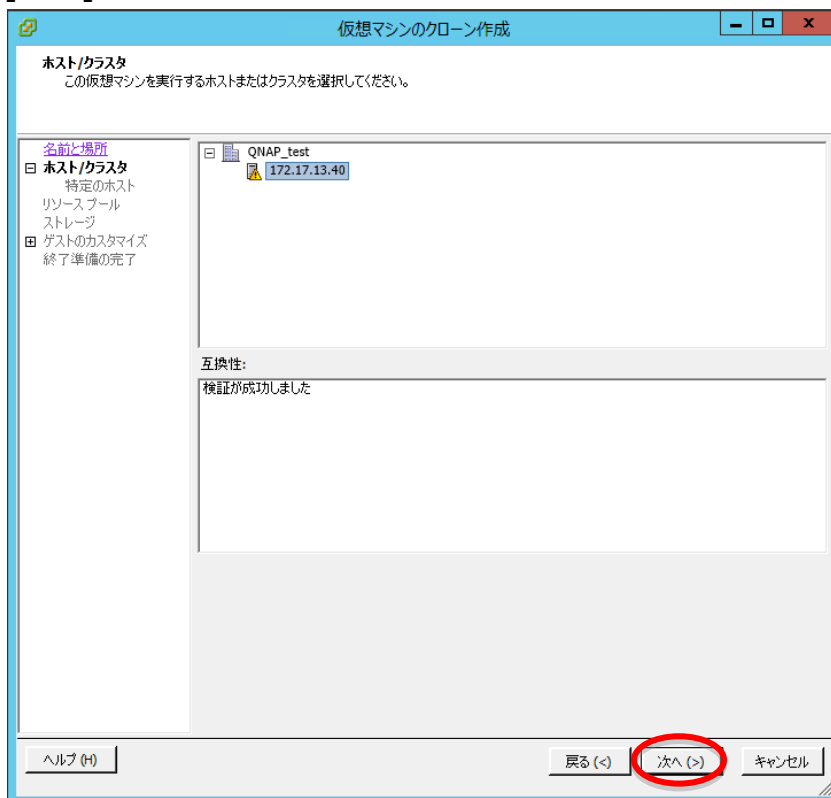 仮想マシンのクローン作成
ホスト/クラスタ
この仮想マシンを実行するホストまたはクラスタを選択してください。
名前と場所
ホスト/クラスタ
特定のホスト
リソース プール
ストレージ
ゲストのカスタマイズ
終了準備の完了
QNAP_test
172.17.13.40
互換性:
検証が成功しました
ヘルプ (H)
戻る (<)
次へ (>)
キャンセル